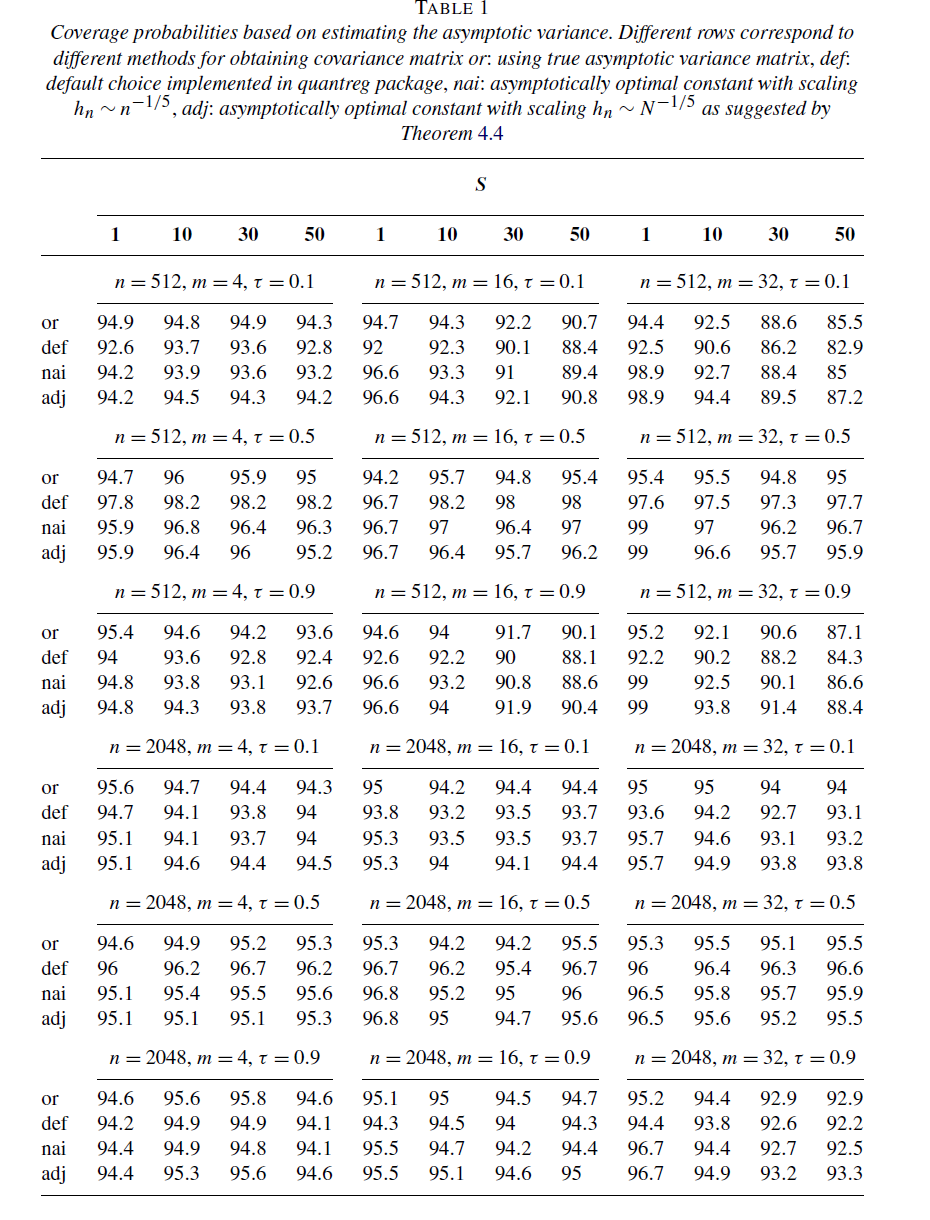 TABLE 1
Coverage probabilities based on estimating the asymptotic variance. Different rows correspond to
different methods for obtaining covariance matrix or: using true asymptotic variance matrix, def:
default choice implemented in quantreg package, nai: asymptotically optimal constant with scaling
hₙ ∼ n⁻¹/⁵, adj: asymptotically optimal constant with scaling hₙ ∼ N⁻¹/⁵ as suggested by
Theorem 4.4
S
1 10 30 50 1 10 30 50 1 10 30 50
n = 512, m = 4, τ = 0.1 n = 512, m = 16, τ = 0.1 n = 512, m = 32, τ = 0.1
or 94.9 94.8 94.9 94.3 94.7 94.3 92.2 90.7 94.4 92.5 88.6 85.5
def 92.6 93.7 93.6 92.8 92 92.3 90.1 88.4 92.5 90.6 86.2 82.9
nai 94.2 93.9 93.6 93.2 96.6 93.3 91 89.4 98.9 92.7 88.4 85
adj 94.2 94.5 94.3 94.2 96.6 94.3 92.1 90.8 98.9 94.4 89.5 87.2
n = 512, m = 4, τ = 0.5 n = 512, m = 16, τ = 0.5 n = 512, m = 32, τ = 0.5
or 94.7 96 95.9 95 94.2 95.7 94.8 95.4 95.4 95.5 94.8 95
def 97.8 98.2 98.2 98.2 96.7 98.2 98 98 97.6 97.5 97.3 97.7
nai 95.9 96.8 96.4 96.3 96.7 97 96.4 97 99 97 96.2 96.7
adj 95.9 96.4 96 95.2 96.7 96.4 95.7 96.2 99 96.6 95.7 95.9
n = 512, m = 4, τ = 0.9 n = 512, m = 16, τ = 0.9 n = 512, m = 32, τ = 0.9
or 95.4 94.6 94.2 93.6 94.6 94 91.7 90.1 95.2 92.1 90.6 87.1
def 94 93.6 92.8 92.4 92.6 92.2 90 88.1 92.2 90.2 88.2 84.3
nai 94.8 93.8 93.1 92.6 96.6 93.2 90.8 88.6 99 92.5 90.1 86.6
adj 94.8 94.3 93.8 93.7 96.6 94 91.9 90.4 99 93.8 91.4 88.4
n = 2048, m = 4, τ = 0.1 n = 2048, m = 16, τ = 0.1 n = 2048, m = 32, τ = 0.1
or 95.6 94.7 94.4 94.3 95 94.2 94.4 94.4 95 95 94 94
def 94.7 94.1 93.8 94 93.8 93.2 93.5 93.7 93.6 94.2 92.7 93.1
nai 95.1 94.1 93.7 94 95.3 93.5 93.5 93.7 95.7 94.6 93.1 93.2
adj 95.1 94.6 94.4 94.5 95.3 94 94.1 94.4 95.7 94.9 93.8 93.8
n = 2048, m = 4, τ = 0.5 n = 2048, m = 16, τ = 0.5 n = 2048, m = 32, τ = 0.5
or 94.6 94.9 95.2 95.3 95.3 94.2 94.2 95.5 95.3 95.5 95.1 95.5
def 96 96.2 96.7 96.2 96.7 96.2 95.4 96.7 96 96.4 96.3 96.6
nai 95.1 95.4 95.5 95.6 96.8 95.2 95 96 96.5 95.8 95.7 95.9
adj 95.1 95.1 95.1 95.3 96.8 95 94.7 95.6 96.5 95.6 95.2 95.5
n = 2048, m = 4, τ = 0.9 n = 2048, m = 16, τ = 0.9 n = 2048, m = 32, τ = 0.9
or 94.6 95.6 95.8 94.6 95.1 95 94.5 94.7 95.2 94.4 92.9 92.9
def 94.2 94.9 94.9 94.1 94.3 94.5 94 94.3 94.4 93.8 92.6 92.2
nai 94.4 94.9 94.8 94.1 95.5 94.7 94.2 94.4 96.7 94.4 92.7 92.5
adj 94.4 95.3 95.6 94.6 95.5 95.1 94.6 95 96.7 94.9 93.2 93.3